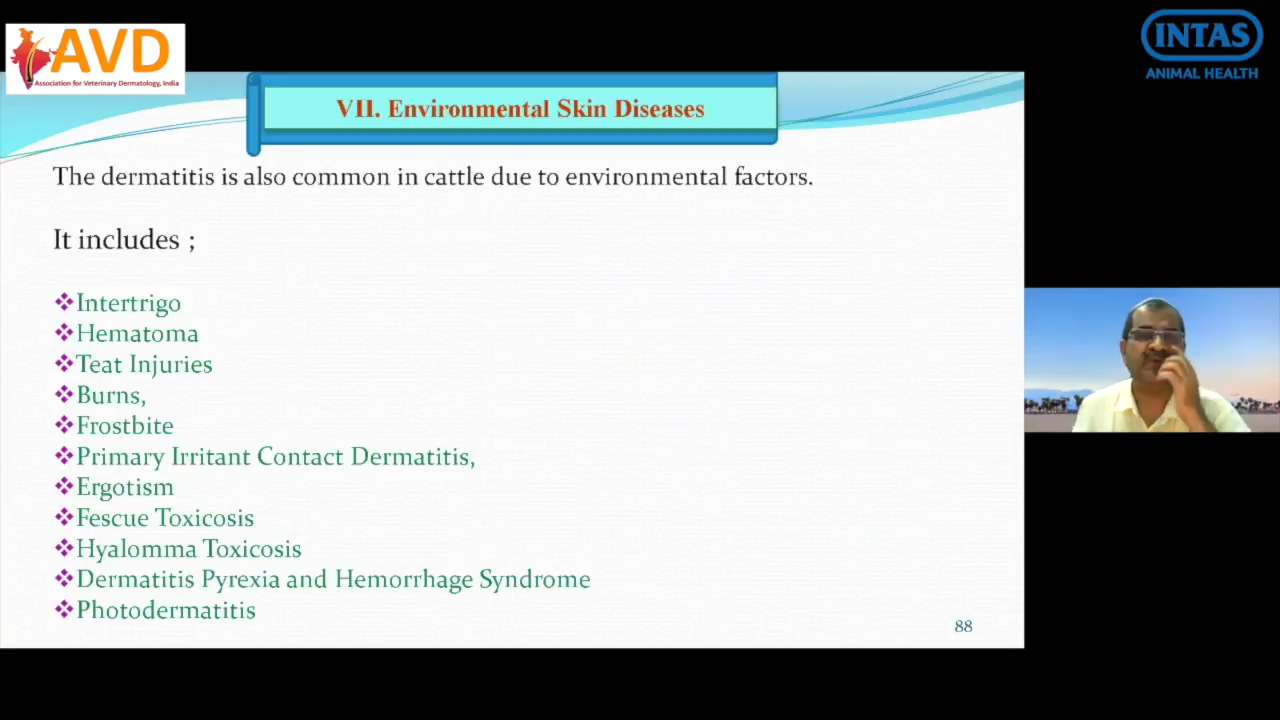 AVD
Association for Veterinary Dermatology, India
INTAS
ANIMAL HEALTH
VII. Environmental Skin Diseases
The dermatitis is also common in cattle due to environmental factors.
It includes ;
Intertrigo
Hematoma
Teat Injuries
Burns,
Frostbite
Primary Irritant Contact Dermatitis,
Ergotism
Fescue Toxicosis
Hyalomma Toxicosis
Dermatitis Pyrexia and Hemorrhage Syndrome
Photodermatitis
88